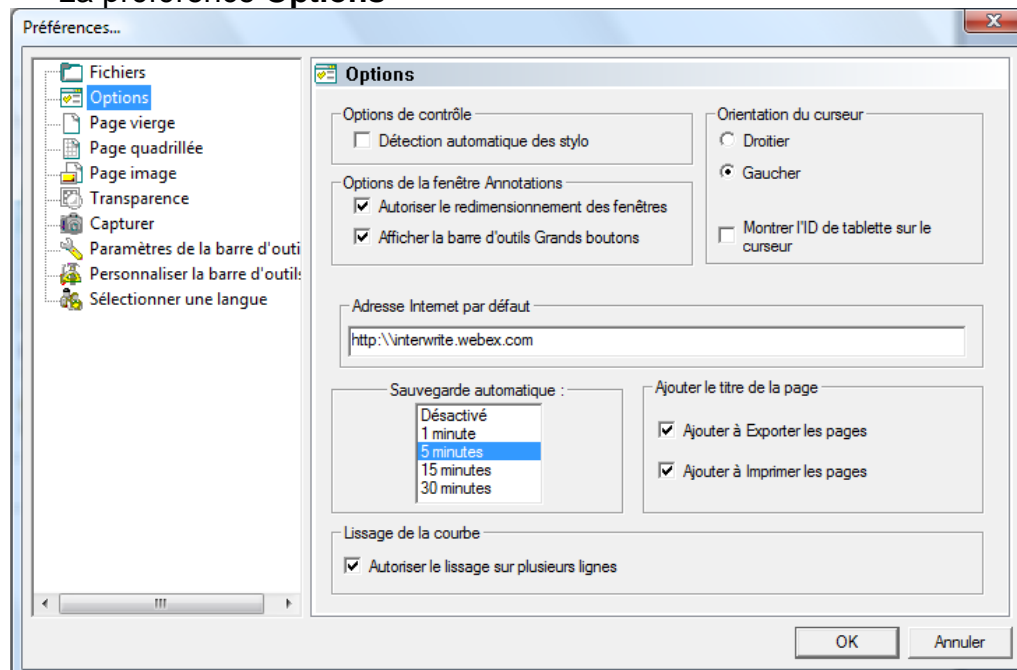 La préférence Options
Préférences...
Fichiers
Options
Page vierge
Page quadrillée
Page image
Transparence
Capturer
Paramètres de la barre d'outi
Personnaliser la barre d'outil
Sélectionner une langue
Options
Options de contrôle
Détection automatique des stylo
Options de la fenêtre Annotations
Autoriser le redimensionnement des fenêtres
Afficher la barre d'outils Grands boutons
Orientation du curseur
Droitier
Gaucher
Montrer l'ID de tablette sur le
curseur
Adresse Internet par défaut
http:\\interwrite.webex.com
Sauvegarde automatique :
Désactivé
1 minute
5 minutes
15 minutes
30 minutes
Ajouter le titre de la page
Ajouter à Exporter les pages
Ajouter à Imprimer les pages
Lissage de la courbe
Autoriser le lissage sur plusieurs lignes
OK
Annuler